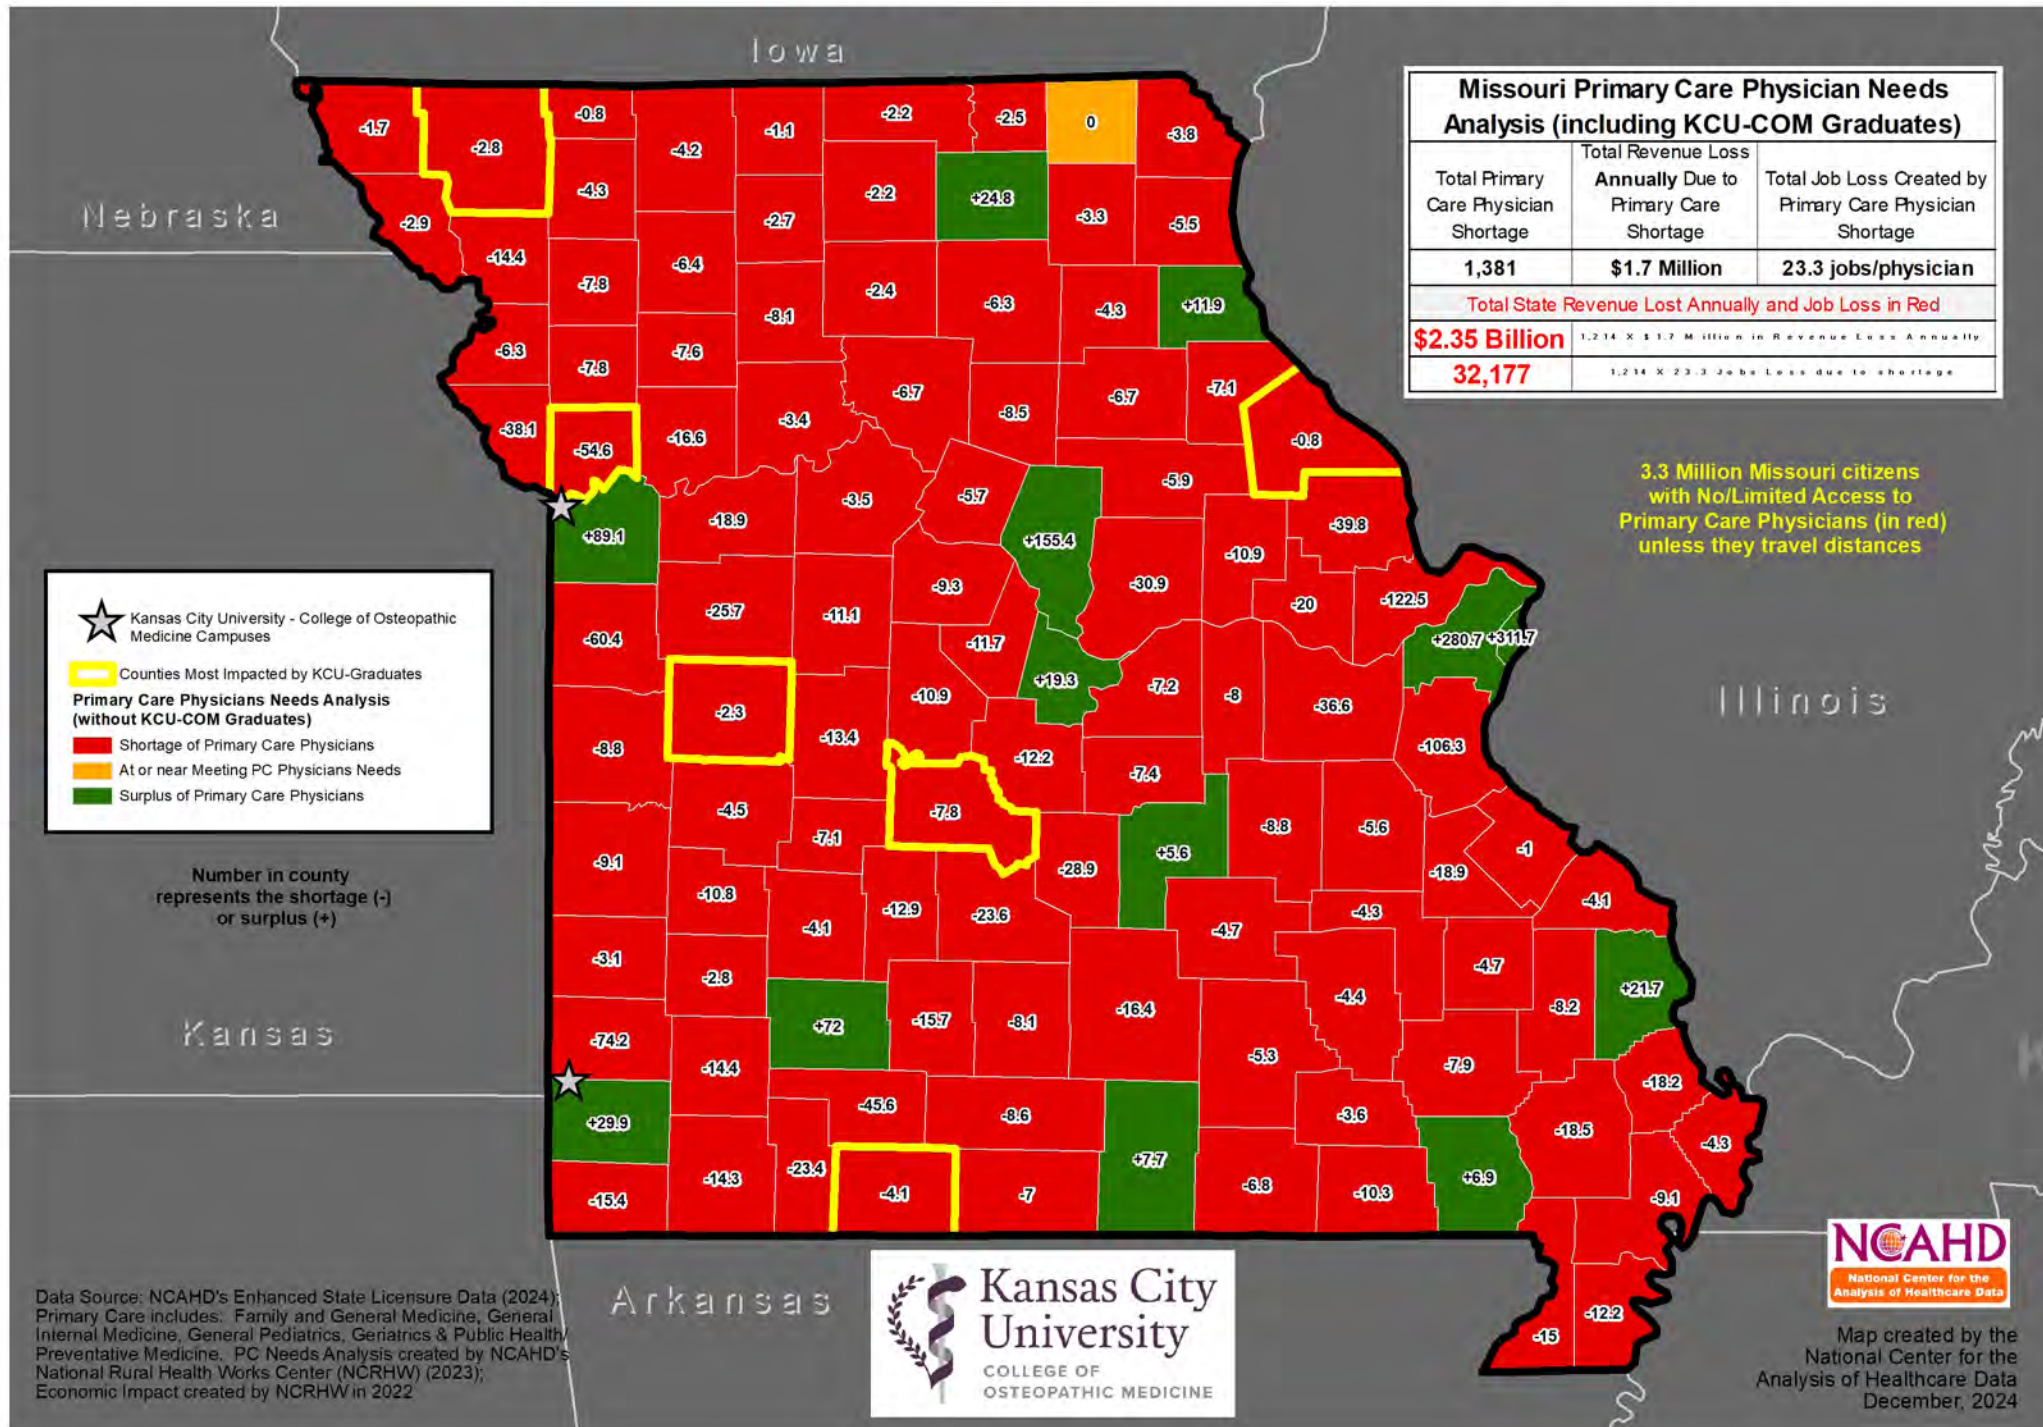 Iowa
Nebraska
Kansas
Arkansas
Illinois
Missouri Primary Care Physician Needs
Analysis (including KCU-COM Graduates)
Total Primary
Care Physician
Shortage
Total Revenue Loss
Annually Due to
Primary Care
Shortage
Total Job Loss Created by
Primary Care Physician
Shortage
1,381
$1.7 Million
23.3 jobs/physician
Total State Revenue Lost Annually and Job Loss in Red
$2.35 Billion
1,214 X $1.7 Million in Revenue Loss Annually
32,177
1,214 X 23.3 Jobs Loss due to shortage
3.3 Million Missouri citizens
with No/Limited Access to
Primary Care Physicians (in red)
unless they travel distances
Kansas City University - College of Osteopathic
Medicine Campuses
Counties Most Impacted by KCU-Graduates
Primary Care Physicians Needs Analysis
(without KCU-COM Graduates)
Shortage of Primary Care Physicians
At or near Meeting PC Physicians Needs
Surplus of Primary Care Physicians
Number in county
represents the shortage (-)
or surplus (+)
-1.7
-2.8
-0.8
-4.2
-1.1
-2.2
-2.5
0
-3.8
-2.9
-4.3
-2.7
-2.2
+24.8
-3.3
-5.5
-14.4
-7.8
-6.4
-8.1
-2.4
-6.3
-4.3
+11.9
-6.3
-7.8
-7.6
-3.4
-6.7
-8.5
-6.7
-7.1
-0.8
-38.1
-54.6
-16.6
-3.5
-5.7
-5.9
-39.8
+89.1
-18.9
-9.3
+155.4
-30.9
-10.9
-20
-122.5
+280.7
+311.7
-60.4
-25.7
-11.1
-11.7
+19.3
-7.2
-8
-36.6
-106.3
-8.8
-2.3
-13.4
-10.9
-12.2
-7.4
-9.1
-4.5
-7.1
-7.8
-28.9
+5.6
-8.8
-5.6
-18.9
-1
-4.1
-10.8
-4.1
-12.9
-23.6
-4.7
-4.3
-3.1
-2.8
+72
-15.7
-8.1
-16.4
-4.4
-4.7
-8.2
+21.7
-74.2
-14.4
-5.3
-7.9
-18.2
+29.9
-45.6
-8.6
-3.6
-18.5
-4.3
-15.4
-14.3
-23.4
-4.1
-7
+7.7
-6.8
-10.3
+6.9
-9.1
-12.2
-15
Data Source: NCAHD's Enhanced State Licensure Data (2024);
Primary Care includes: Family and General Medicine, General
Internal Medicine, General Pediatrics, Geriatrics & Public Health/
Preventative Medicine. PC Needs Analysis created by NCAHD's
National Rural Health Works Center (NCRHW) (2023);
Economic Impact created by NCRHW in 2022
Kansas City
University
COLLEGE OF
OSTEOPATHIC MEDICINE
NCAHD
National Center for the
Analysis of Healthcare Data
Map created by the
National Center for the
Analysis of Healthcare Data
December, 2024